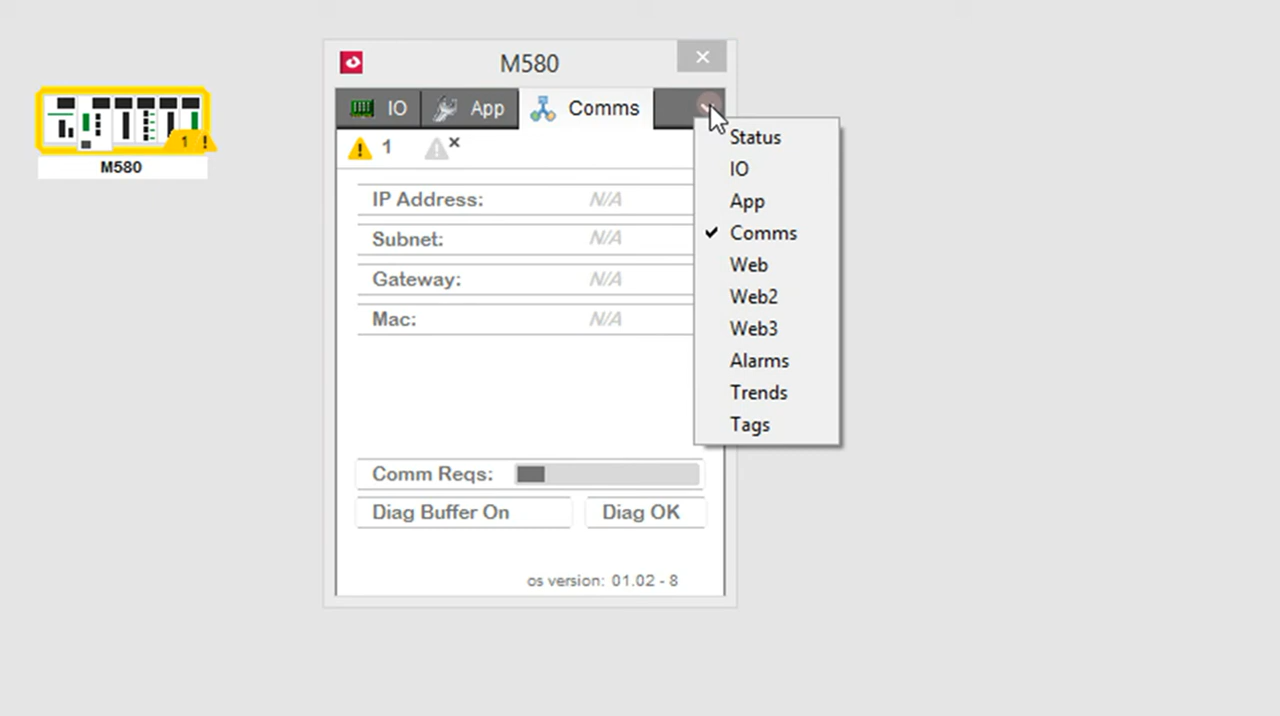 M580
IO
App
Comms
1
1 !
M580
IP Address: N/A
Subnet: N/A
Gateway: N/A
Mac: N/A
Comm Reqs:
Diag Buffer On
Diag OK
os version: 01.02 - 8
Status
IO
App
Comms
Web
Web2
Web3
Alarms
Trends
Tags